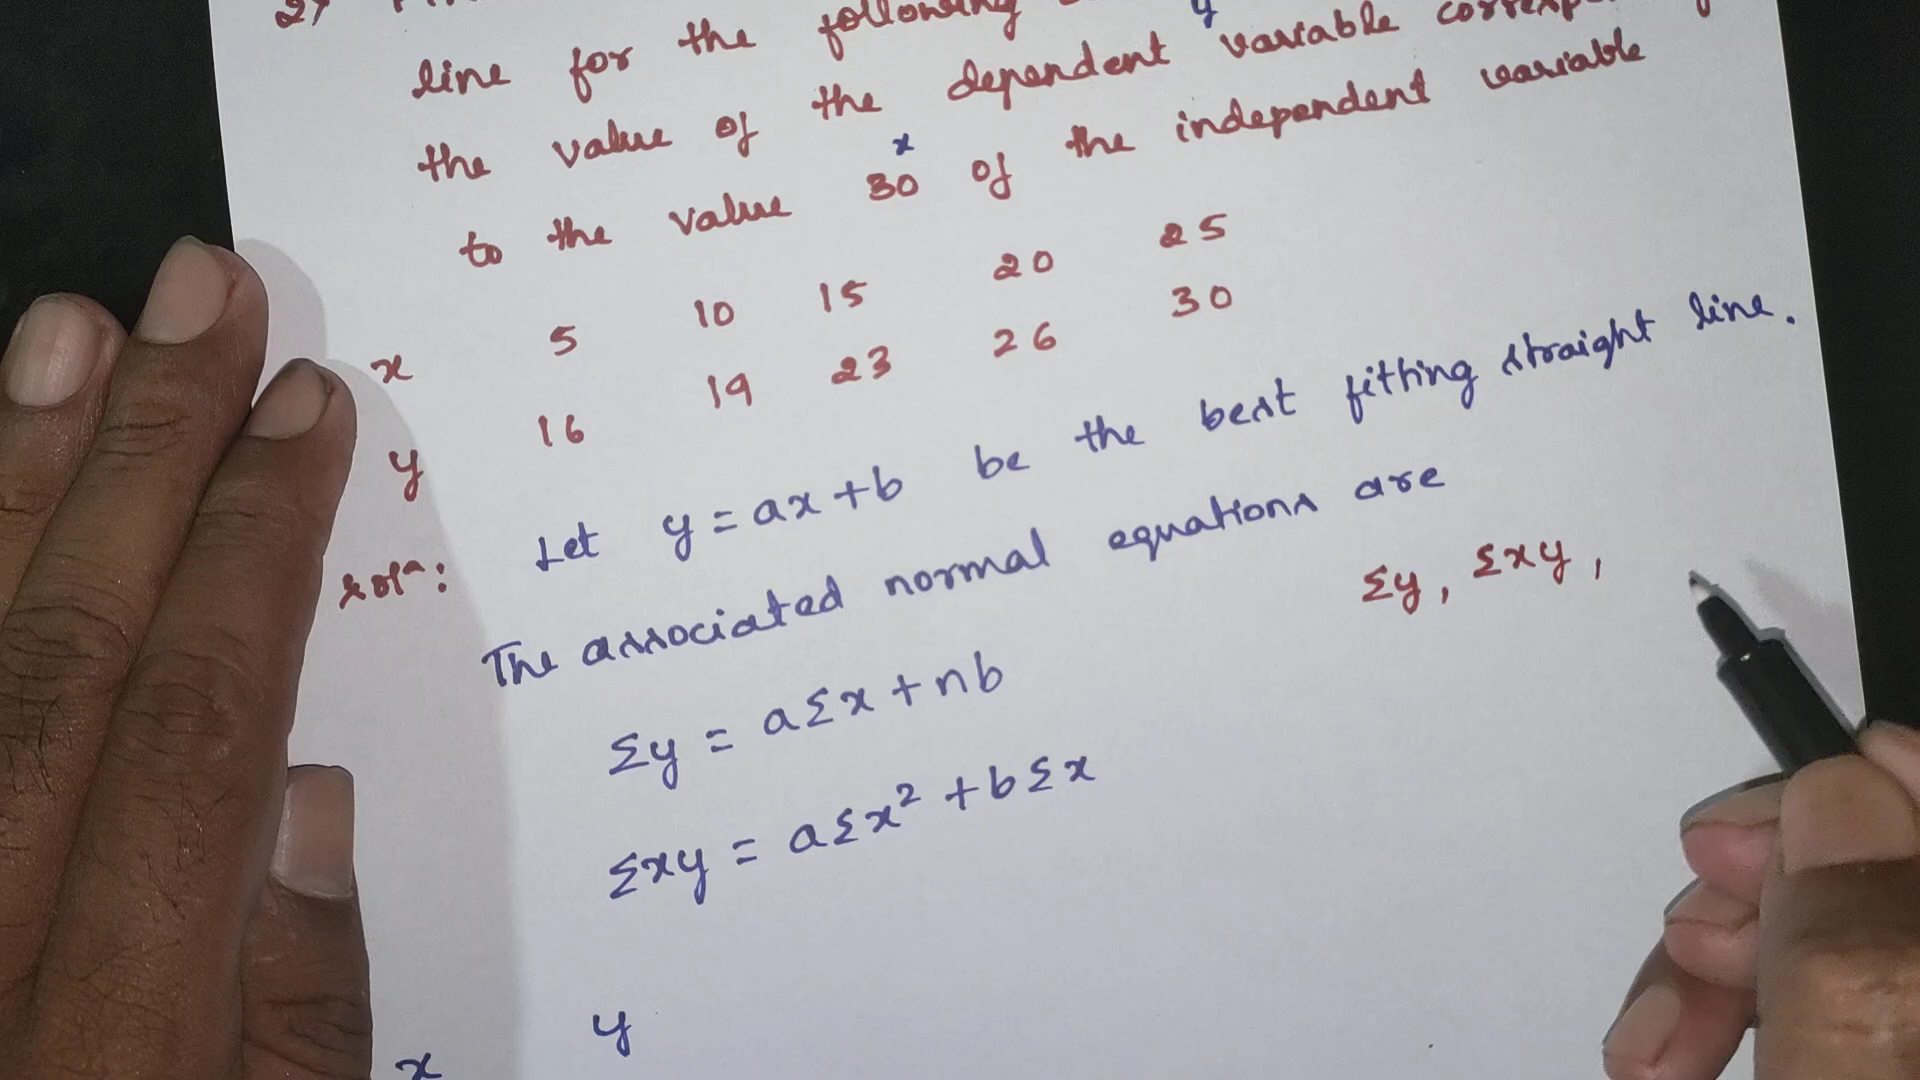 2)
line for the following
y
the value of the dependent variable
x
to the value 30 of the independent variable
x 5 10 15 20 25
y 16 19 23 26 30
soln: Let y = ax + b be the best fitting straight line.
The associated normal equations are
Σy, Σxy,
Σy = aΣx + nb
Σxy = aΣx² + bΣx
x y